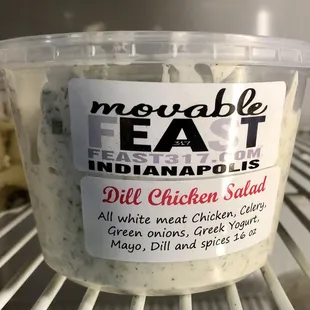 movable
FEAST
317
FEAST317.COM
INDIANAPOLIS
Dill Chicken Salad
All white meat Chicken, Celery,
Green onions, Greek Yogurt,
Mayo, Dill and spices 16 oz